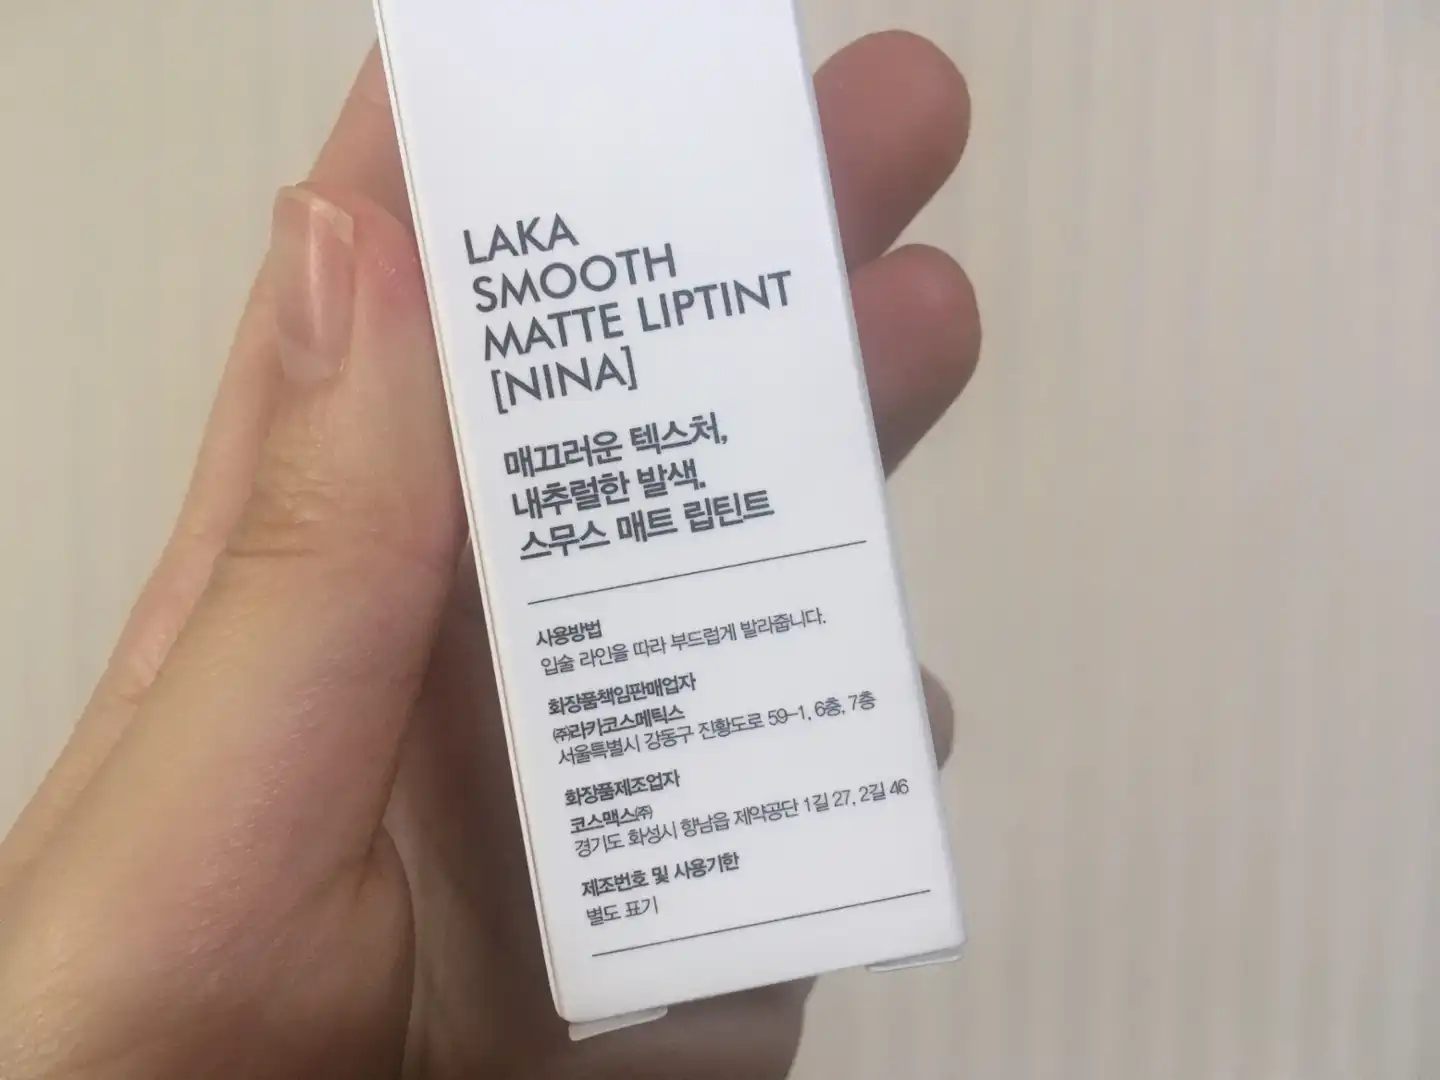 LAKA
SMOOTH
MATTE LIPTINT
[NINA]
매끄러운 텍스처,
내추럴한 발색.
스무스 매트 립틴트
사용방법
입술 라인을 따라 부드럽게 발라줍니다.
화장품책임판매업자
㈜라카코스메틱스
서울특별시 강동구 진황도로 59-1, 6층, 7층
화장품제조업자
코스맥스㈜
경기도 화성시 향남읍 제약공단 1길 27, 2길 46
제조번호 및 사용기한
별도 표기